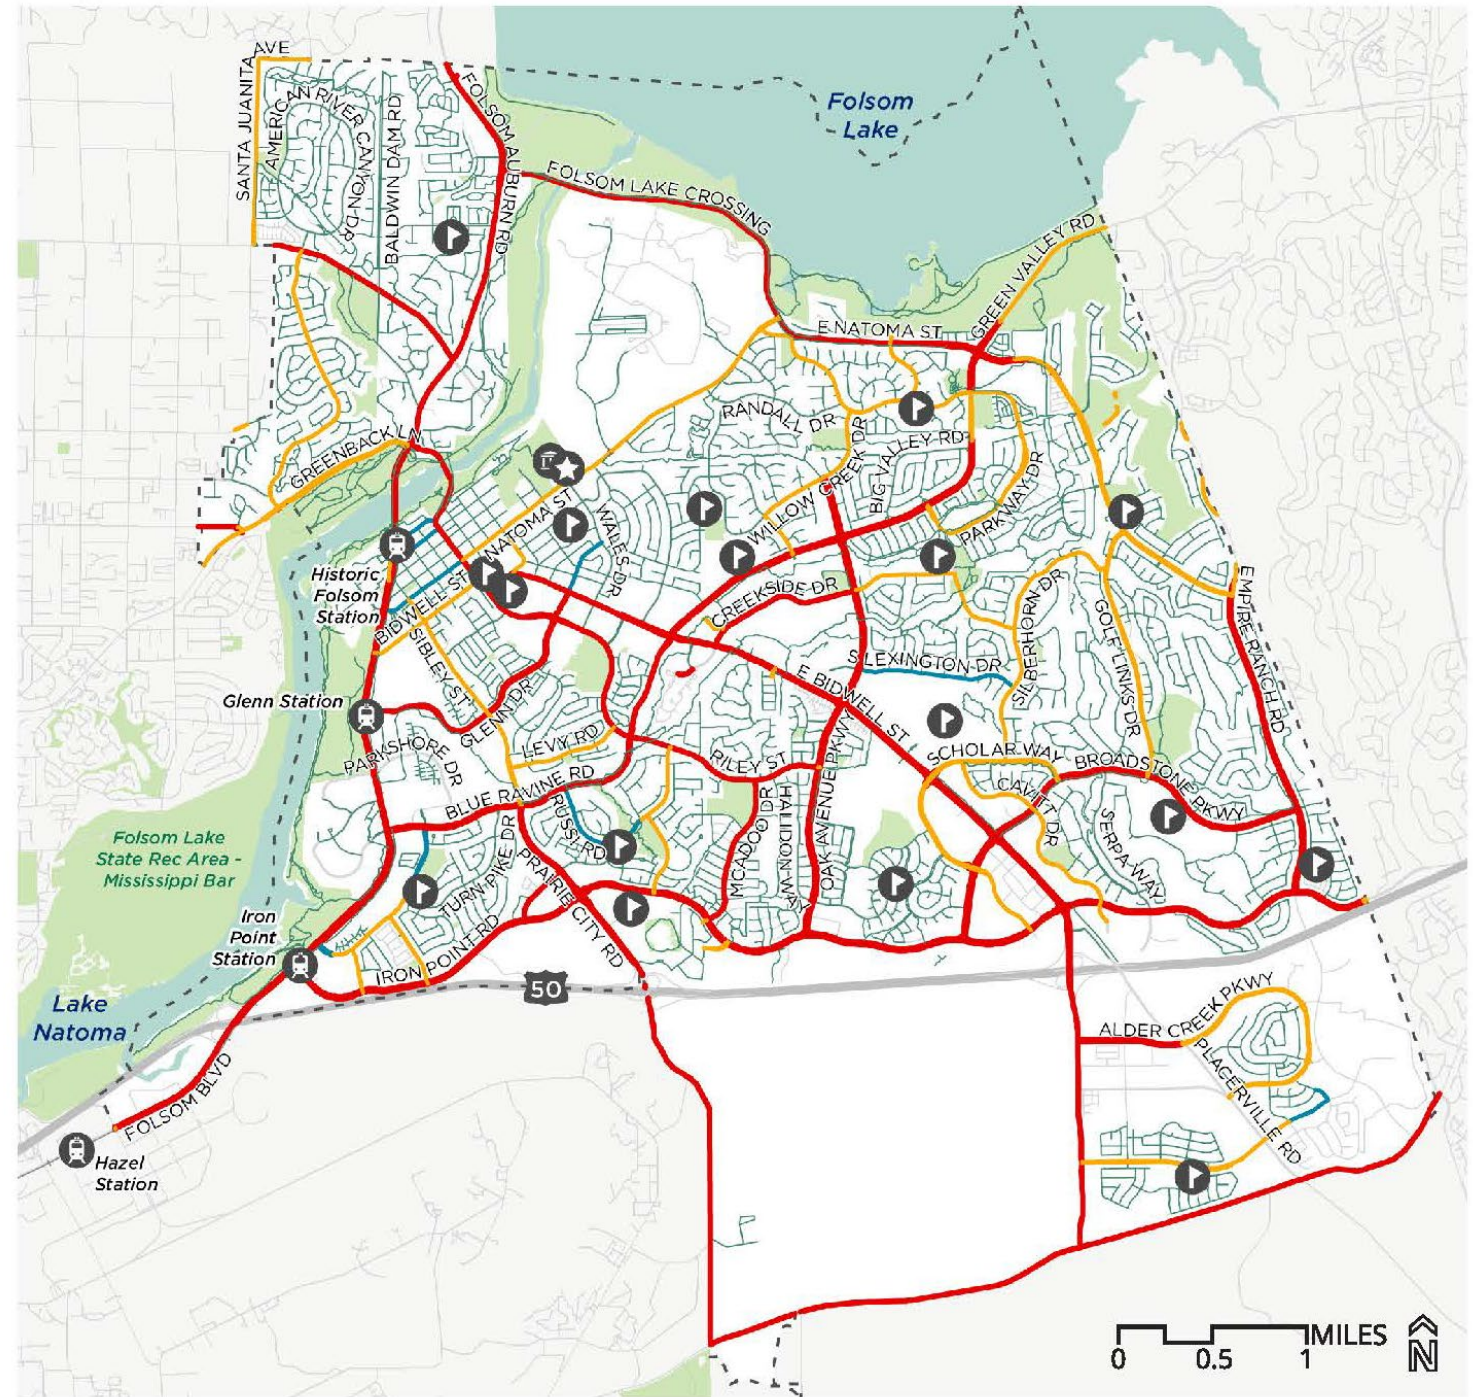 AVE
SANTA JUANITA
AMERICAN RIVER
CANYON DR
BALDWIN DAM RD
FOLSOM AUBURN RD
FOLSOM LAKE CROSSING
Folsom
Lake
GREEN VALLEY RD
E NATOMA ST
RANDALL DR
WILLOW CREEK DR
BIG VALLEY RD
PARKWAY DR
GREENBACK LN
NATOMA ST
WALES DR
Historic
Folsom
Station
BIDWELL ST
SIBLEY ST
CREEKSIDE DR
S LEXINGTON DR
SILBERHORN DR
GOLF LINKS DR
EMPIRE RANCH RD
Glenn Station
GLENN DR
PARKSHORE DR
LEVY RD
RILEY ST
E BIDWELL ST
OAK AVENUE PKWY
SCHOLAR WAY
BROADSTONE PKWY
CAVITT DR
SERPA WAY
BLUE RAVINE RD
RUSSI RD
MCADOO DR
HALLIDON WAY
Folsom Lake
State Rec Area -
Mississippi Bar
TURN PIKE DR
PRAIRIE CITY RD
Iron
Point
Station
IRON POINT RD
50
Lake
Natoma
FOLSOM BLVD
Hazel
Station
ALDER CREEK PKWY
PLACERVILLE RD
MILES
0 0.5 1
N